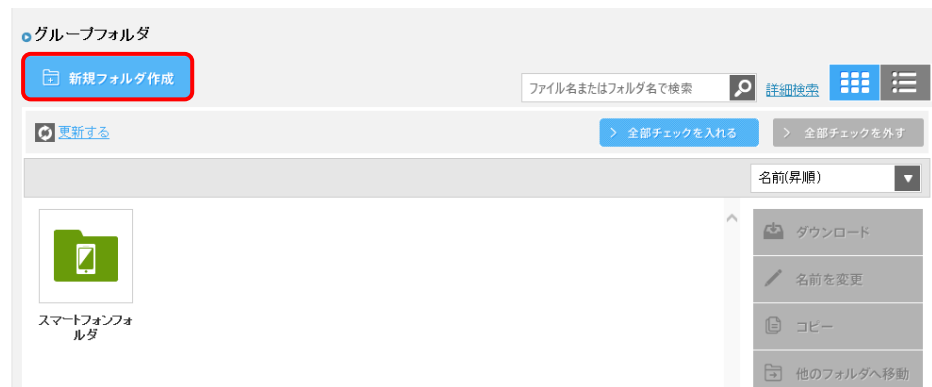 グループフォルダ
新規フォルダ作成
ファイル名またはフォルダ名で検索
詳細検索
更新する
> 全部チェックを入れる
> 全部チェックを外す
名前(昇順)
ダウンロード
名前を変更
コピー
他のフォルダへ移動
スマートフォンフォ
ルダ